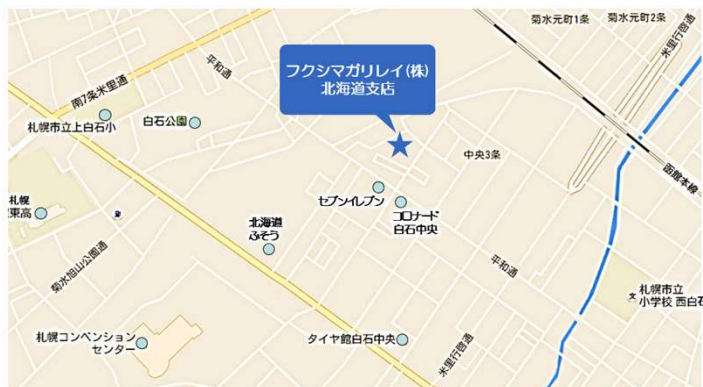 菊水元町1条
菊水元町2条
米里行啓通
平和通
フクシマガリレイ(株)
北海道支店
南7条米里通
札幌市立上白石小
白石公園
中央3条
函館本線
セブンイレブン
コロナード
白石中央
札幌
東高
北海道
ふそう
平和通
菊水旭山公園通
札幌市立
小学校 西白石
札幌コンベンション
センター
タイヤ館白石中央
米里行啓通